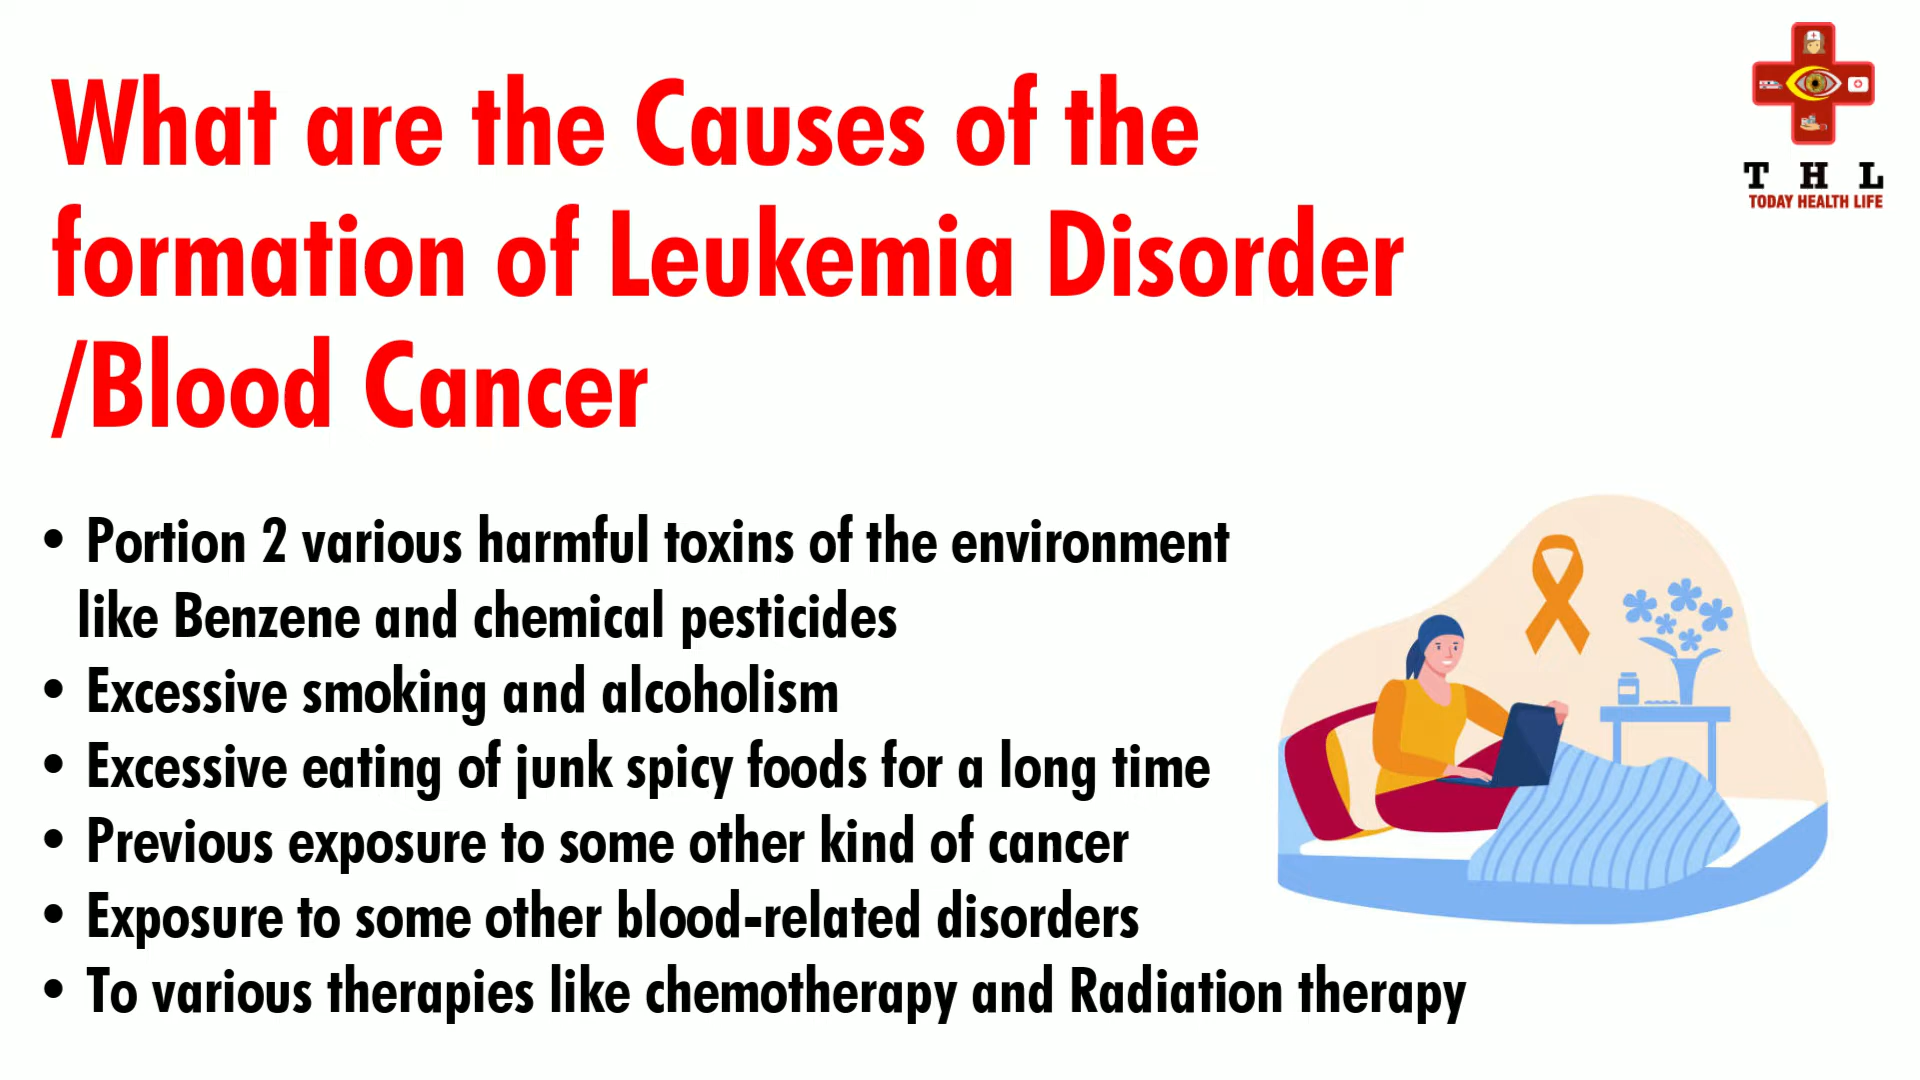 What are the Causes of the
formation of Leukemia Disorder
/Blood Cancer
T H L
TODAY HEALTH LIFE
• Portion 2 various harmful toxins of the environment
like Benzene and chemical pesticides
• Excessive smoking and alcoholism
• Excessive eating of junk spicy foods for a long time
• Previous exposure to some other kind of cancer
• Exposure to some other blood-related disorders
• To various therapies like chemotherapy and Radiation therapy